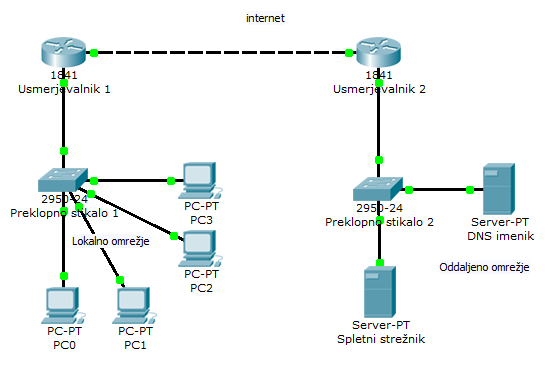 internet
1841
Usmerjevalnik 1
1841
Usmerjevalnik 2
2950-24
Preklopno stikalo 1
PC-PT
PC3
Lokalno omrežje
PC-PT
PC2
PC-PT
PC0
PC-PT
PC1
2950-24
Preklopno stikalo 2
Server-PT
DNS imenik
Oddaljeno omrežje
Server-PT
Spletni strežnik